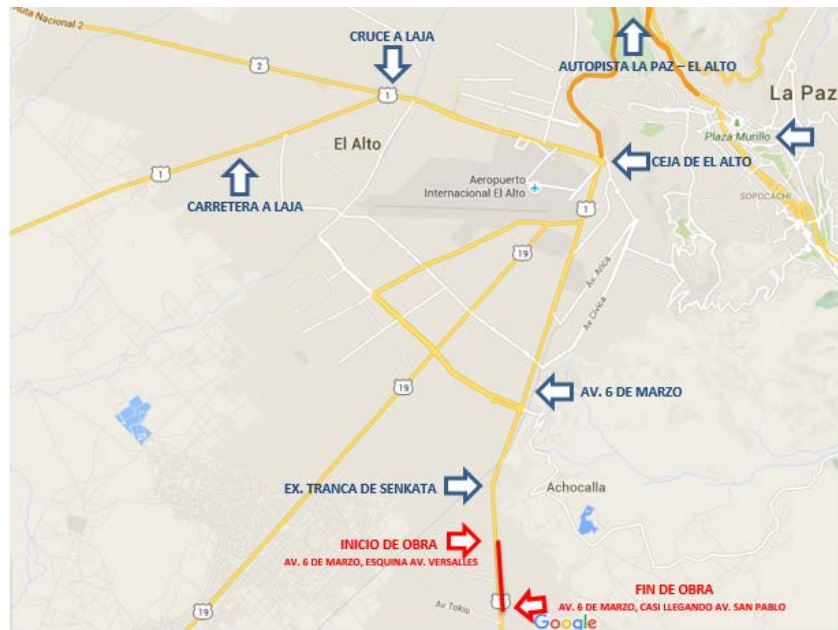 Ruta Nacional 2
CRUCE A LAJA
AUTOPISTA LA PAZ – EL ALTO
2
1
La Paz
El Alto
Plaza Murillo
CEJA DE EL ALTO
1
Aeropuerto
Internacional El Alto
SOPOCACHI
CARRETERA A LAJA
1
19
Av. Arica
Av Cívica
19
AV. 6 DE MARZO
EX. TRANCA DE SENKATA
Achocalla
INICIO DE OBRA
AV. 6 DE MARZO, ESQUINA AV. VERSALLES
FIN DE OBRA
AV. 6 DE MARZO, CASI LLEGANDO AV. SAN PABLO
Av Tokio
19
Google